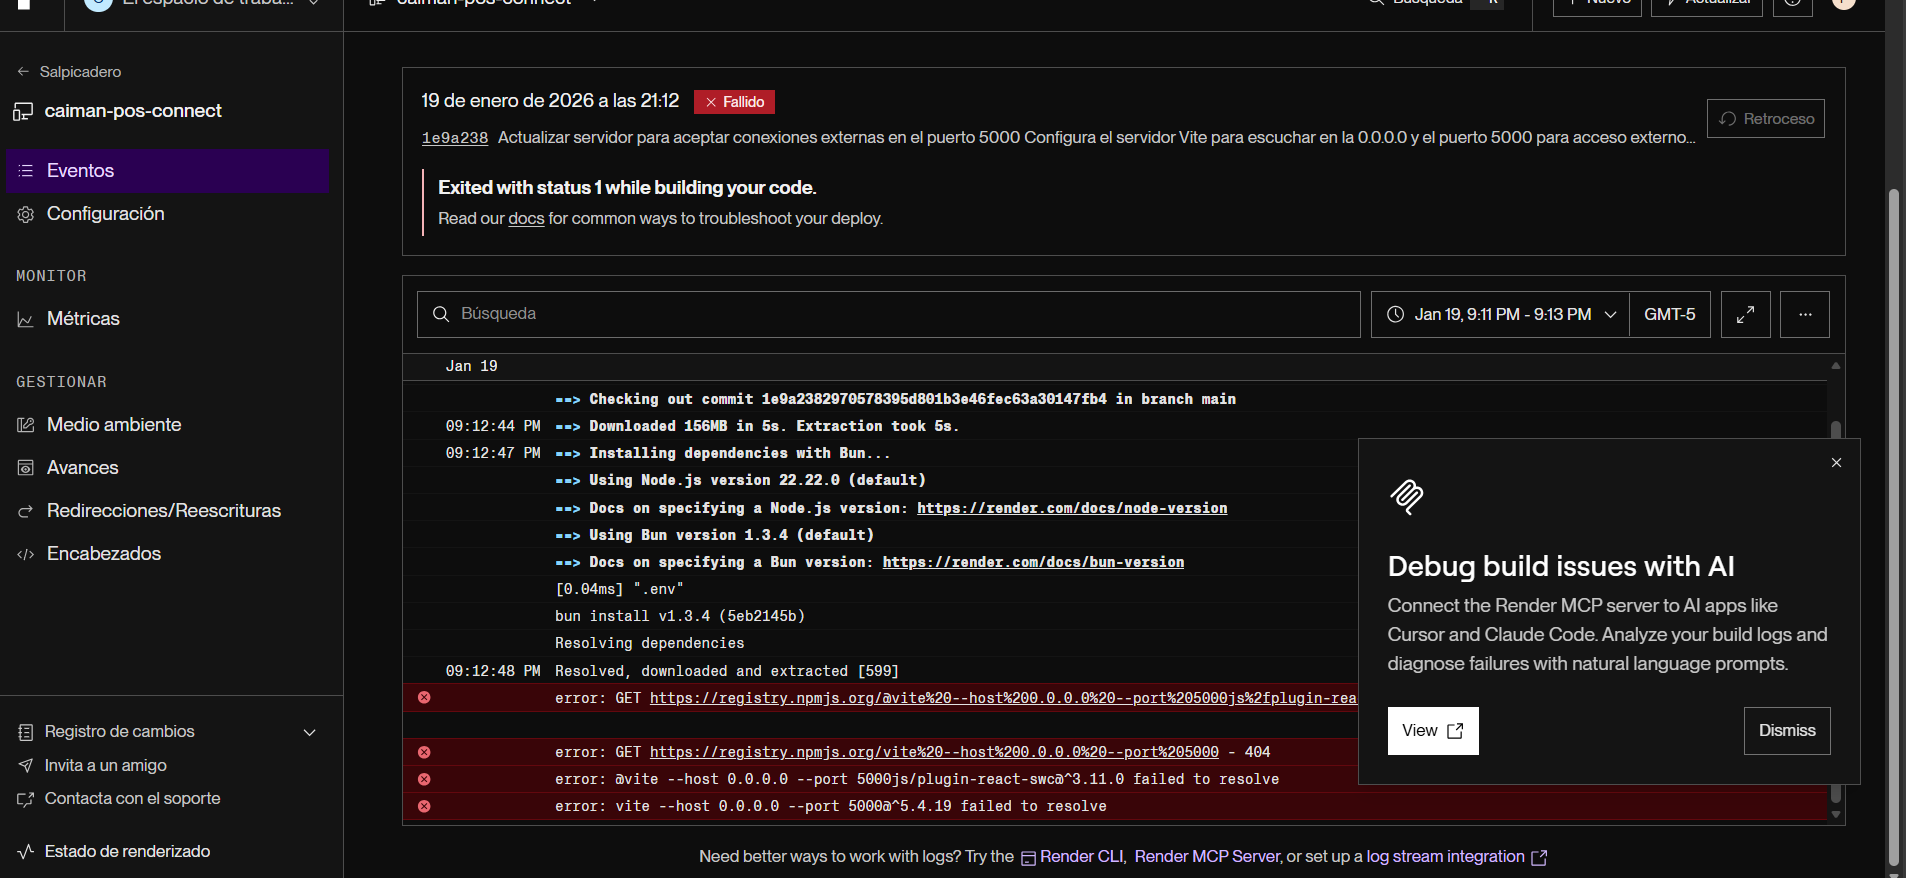 El espacio de traba...
caiman-pos-connect
Búsqueda
K
Nuevo
Actualizar
Salpicadero
caiman-pos-connect
Eventos
Configuración
MONITOR
Métricas
GESTIONAR
Medio ambiente
Avances
Redirecciones/Reescrituras
Encabezados
Registro de cambios
Invita a un amigo
Contacta con el soporte
Estado de renderizado
19 de enero de 2026 a las 21:12 Fallido
1e9a238 Actualizar servidor para aceptar conexiones externas en el puerto 5000 Configura el servidor Vite para escuchar en la 0.0.0.0 y el puerto 5000 para acceso externo...
Retroceso
Exited with status 1 while building your code.
Read our docs for common ways to troubleshoot your deploy.
Búsqueda
Jan 19, 9:11 PM - 9:13 PM GMT-5
Jan 19
==> Checking out commit 1e9a2382970578395d801b3e46fec63a30147fb4 in branch main
09:12:44 PM ==> Downloaded 156MB in 5s. Extraction took 5s.
09:12:47 PM ==> Installing dependencies with Bun...
==> Using Node.js version 22.22.0 (default)
==> Docs on specifying a Node.js version: https://render.com/docs/node-version
==> Using Bun version 1.3.4 (default)
==> Docs on specifying a Bun version: https://render.com/docs/bun-version
[0.04ms] ".env"
bun install v1.3.4 (5eb2145b)
Resolving dependencies
09:12:48 PM Resolved, downloaded and extracted [599]
error: GET https://registry.npmjs.org/@vite%20--host%200.0.0.0%20--port%205000js%2fplugin-rea
error: GET https://registry.npmjs.org/vite%20--host%200.0.0.0%20--port%205000 - 404
error: @vite --host 0.0.0.0 --port 5000js/plugin-react-swc@^3.11.0 failed to resolve
error: vite --host 0.0.0.0 --port 5000@^5.4.19 failed to resolve
Debug build issues with AI
Connect the Render MCP server to AI apps like
Cursor and Claude Code. Analyze your build logs and
diagnose failures with natural language prompts.
View
Dismiss
Need better ways to work with logs? Try the Render CLI, Render MCP Server, or set up a log stream integration